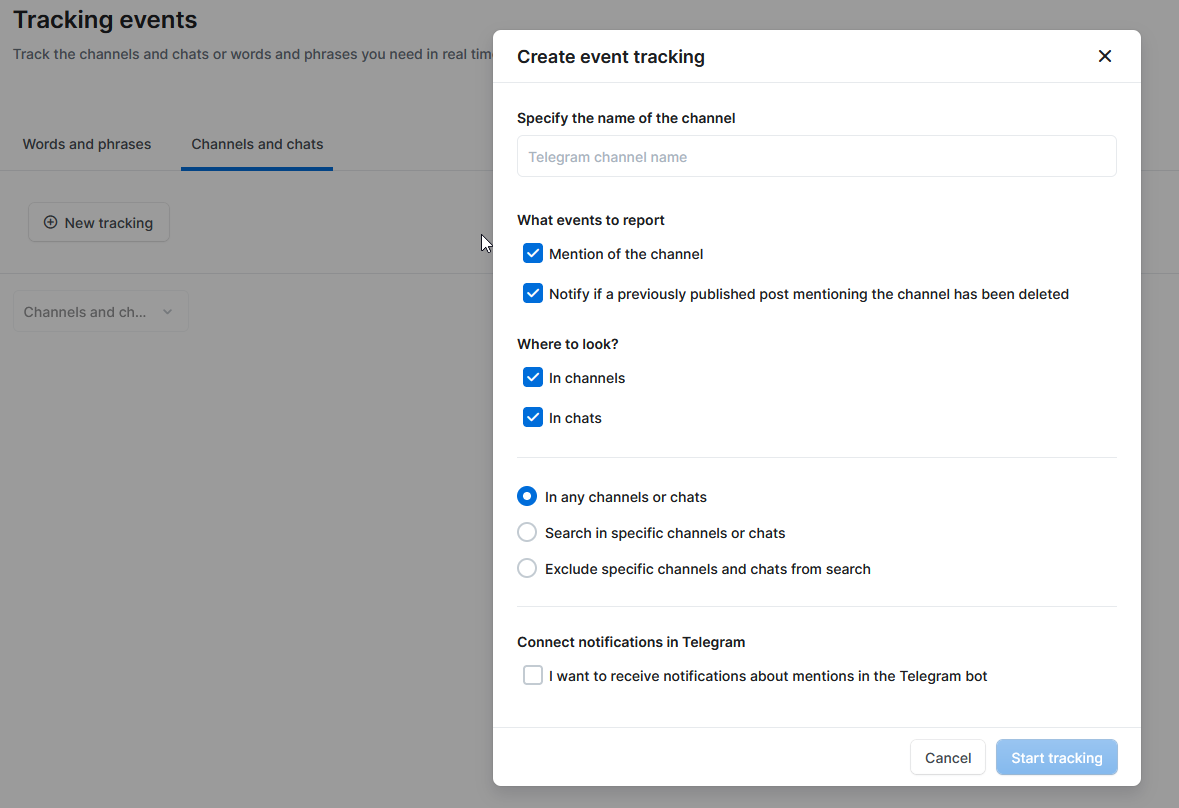 Tracking events
Track the channels and chats or words and phrases you need in real tim
Words and phrases
Channels and chats
New tracking
Channels and ch...
Create event tracking
Specify the name of the channel
Telegram channel name
What events to report
Mention of the channel
Notify if a previously published post mentioning the channel has been deleted
Where to look?
In channels
In chats
In any channels or chats
Search in specific channels or chats
Exclude specific channels and chats from search
Connect notifications in Telegram
I want to receive notifications about mentions in the Telegram bot
Cancel
Start tracking